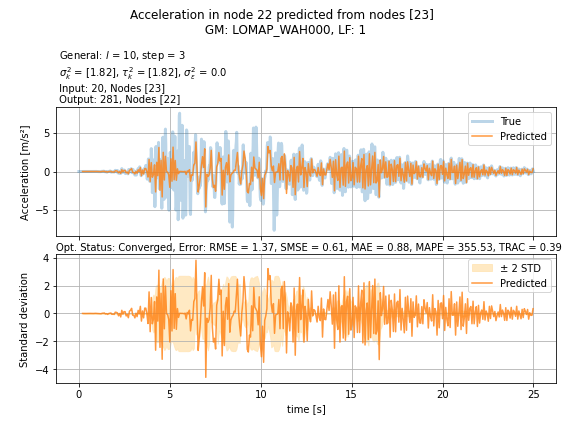 Acceleration in node 22 predicted from nodes [23]
GM: LOMAP_WAH000, LF: 1
General: l = 10, step = 3
σ²ₖ = [1.82], τ²ₖ = [1.82], σ²ε = 0.0
Input: 20, Nodes [23]
Output: 281, Nodes [22]
Acceleration [m/s²]
5
0
−5
True
Predicted
Opt. Status: Converged, Error: RMSE = 1.37, SMSE = 0.61, MAE = 0.88, MAPE = 355.53, TRAC = 0.39
Standard deviation
4
2
0
−2
−4
± 2 STD
Predicted
0 5 10 15 20 25
time [s]